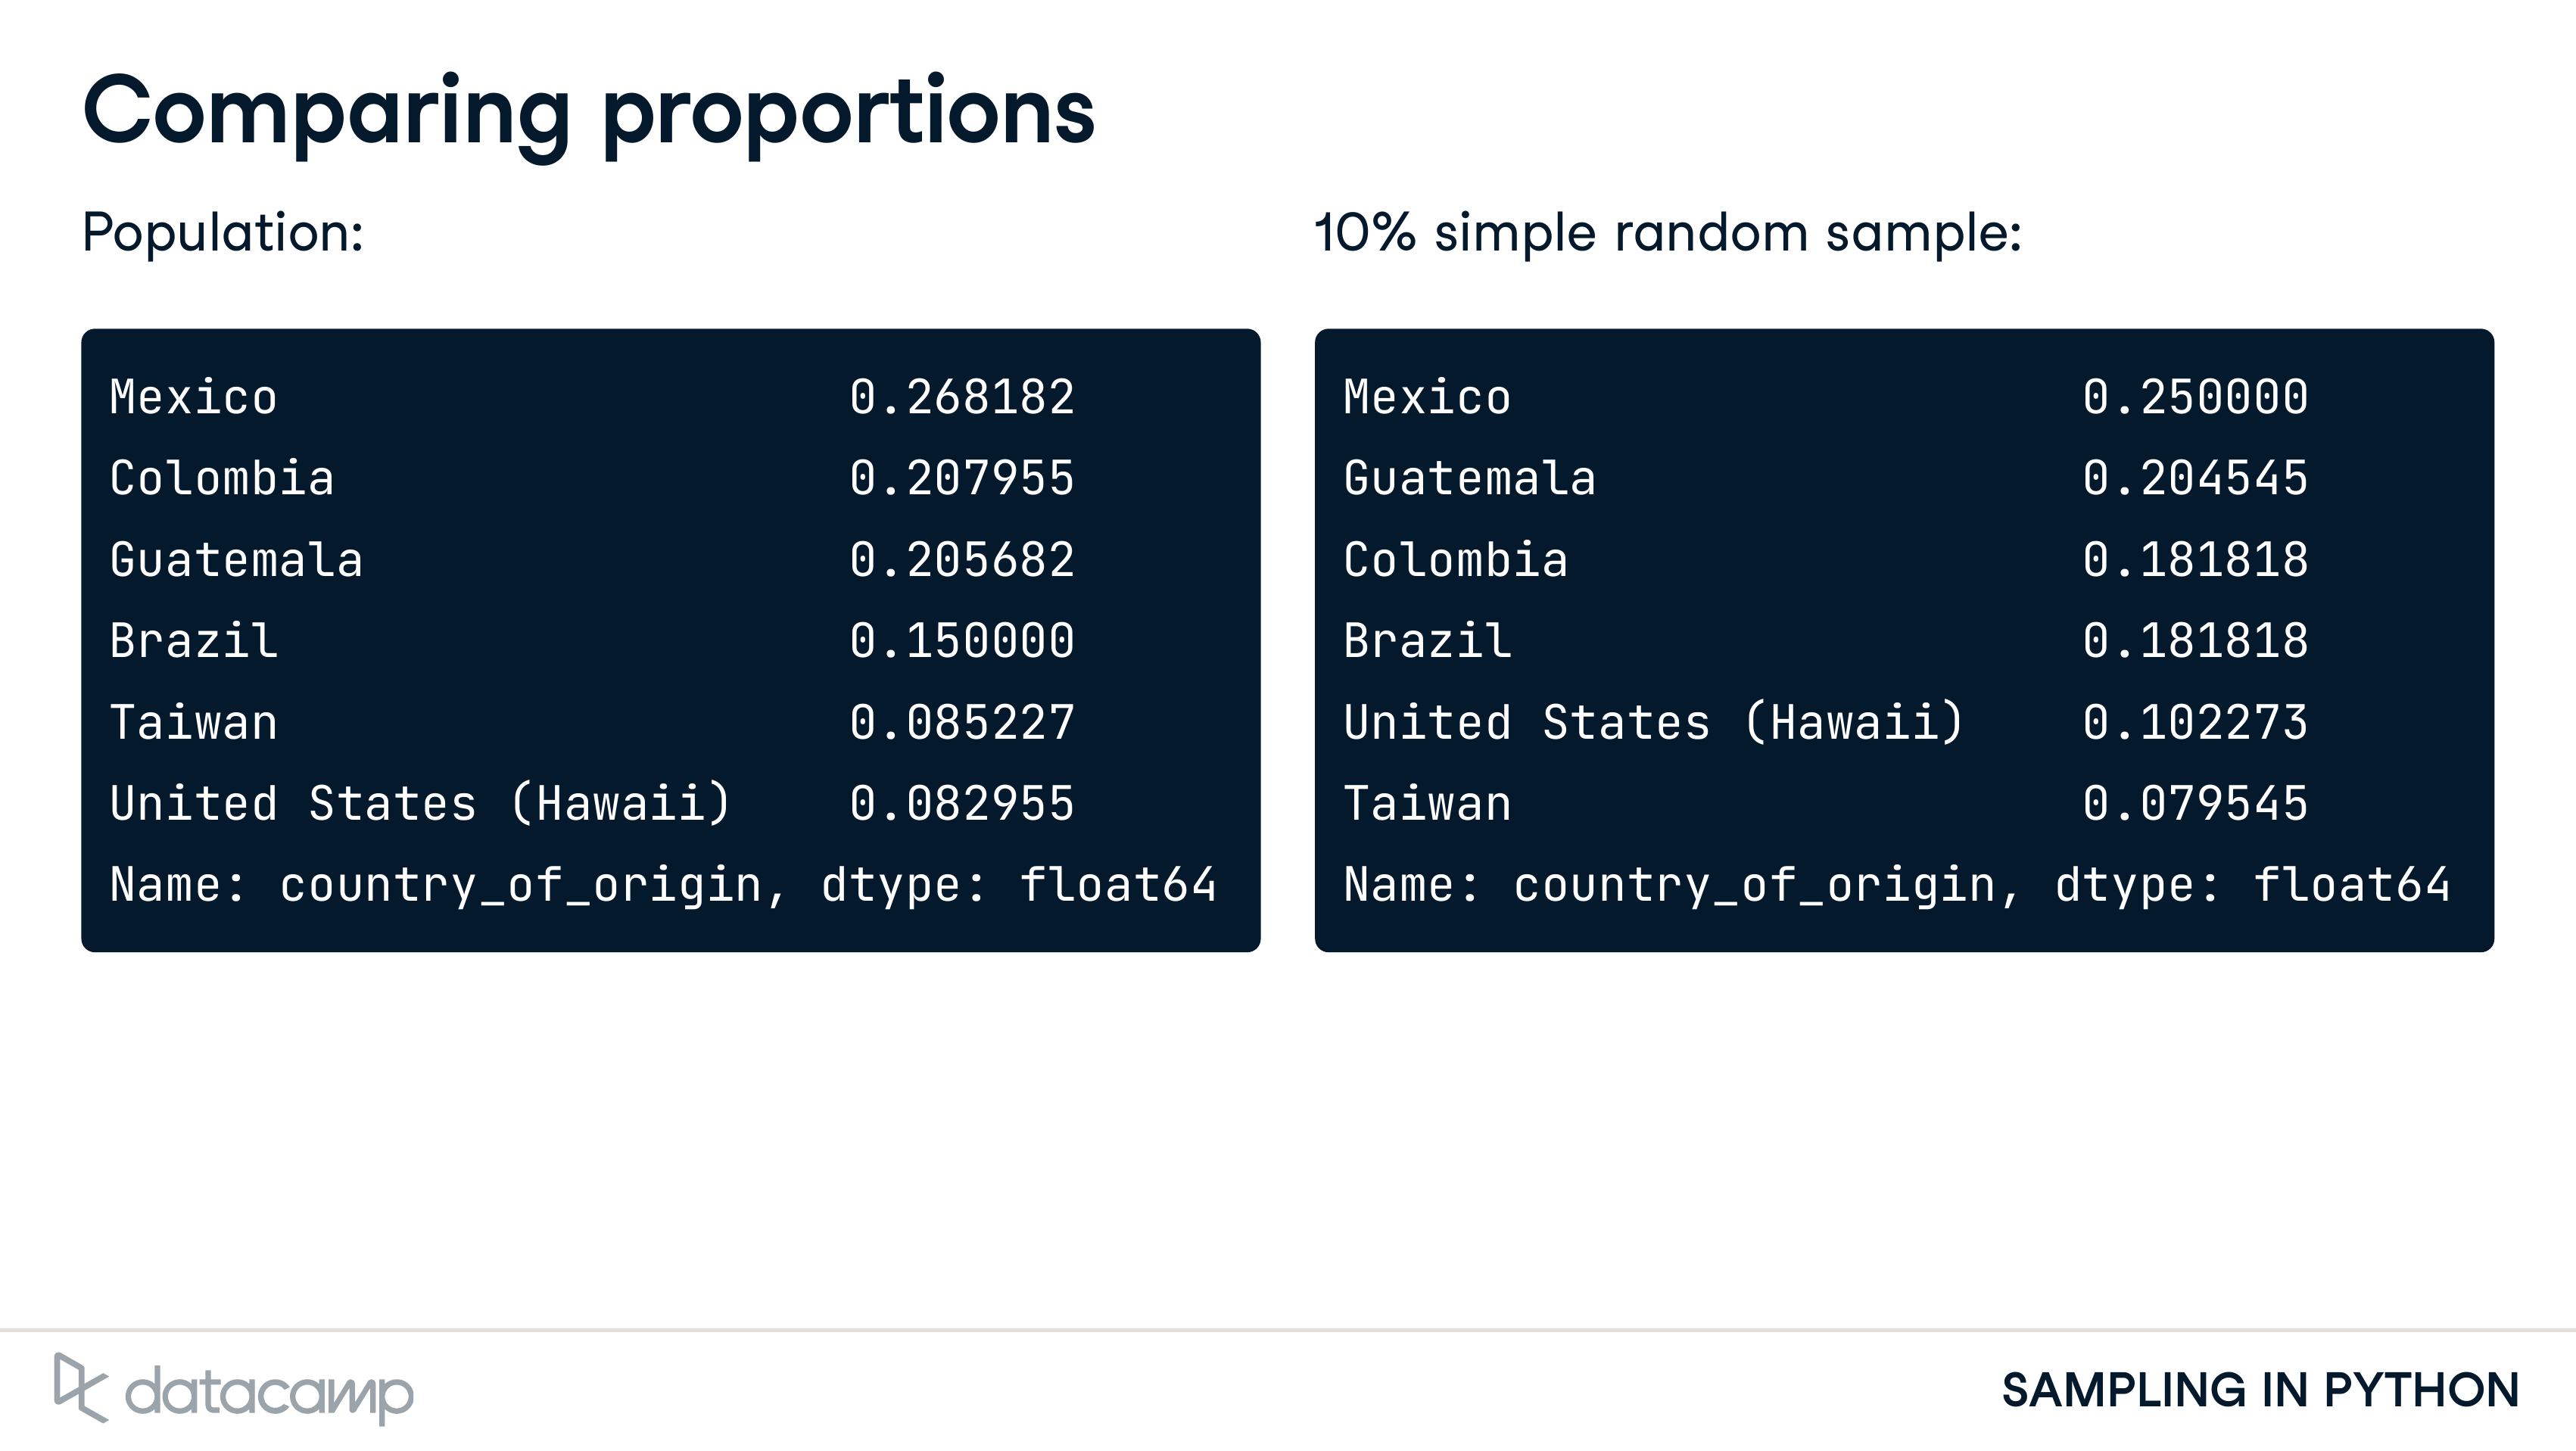 Comparing proportions
Population:
Mexico 0.268182
Colombia 0.207955
Guatemala 0.205682
Brazil 0.150000
Taiwan 0.085227
United States (Hawaii) 0.082955
Name: country_of_origin, dtype: float64
10% simple random sample:
Mexico 0.250000
Guatemala 0.204545
Colombia 0.181818
Brazil 0.181818
United States (Hawaii) 0.102273
Taiwan 0.079545
Name: country_of_origin, dtype: float64
datacamp
SAMPLING IN PYTHON